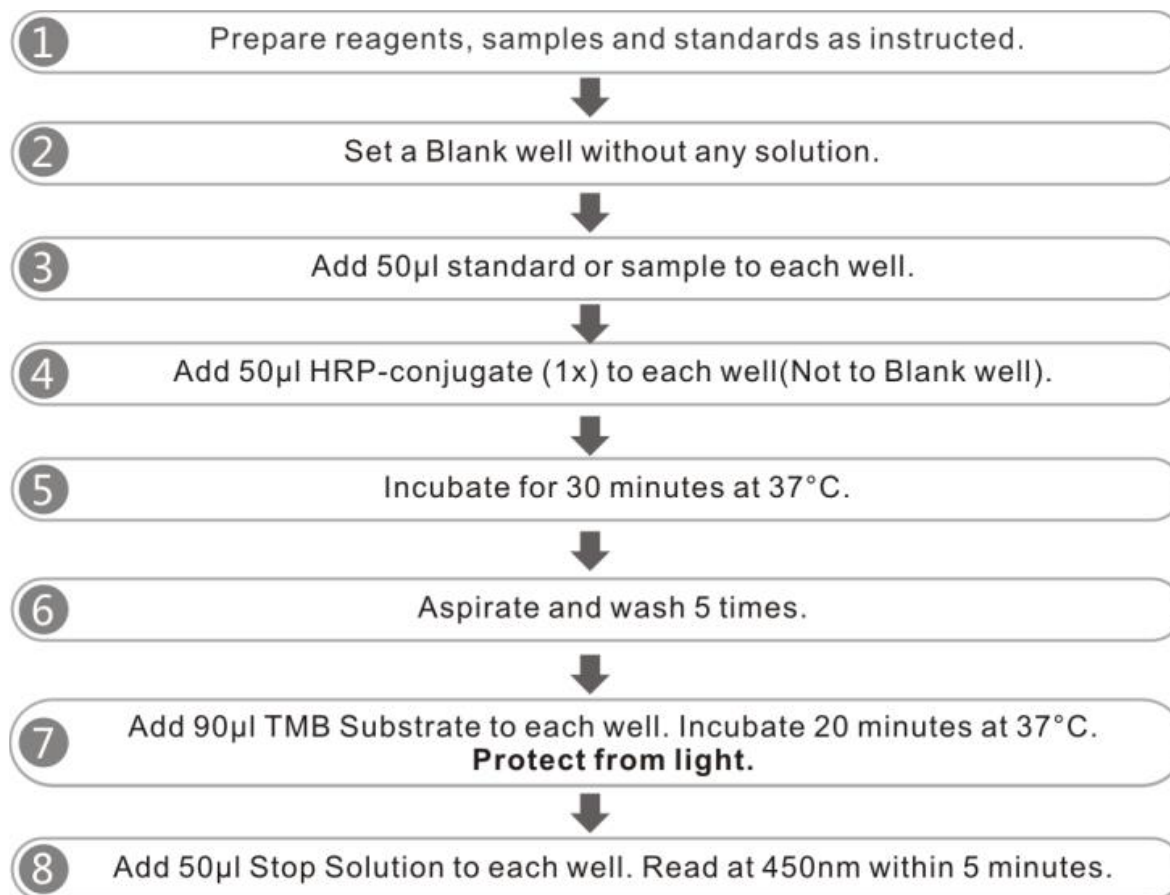 1 Prepare reagents, samples and standards as instructed.
2 Set a Blank well without any solution.
3 Add 50µl standard or sample to each well.
4 Add 50µl HRP-conjugate (1x) to each well(Not to Blank well).
5 Incubate for 30 minutes at 37°C.
6 Aspirate and wash 5 times.
7 Add 90µl TMB Substrate to each well. Incubate 20 minutes at 37°C.
Protect from light.
8 Add 50µl Stop Solution to each well. Read at 450nm within 5 minutes.